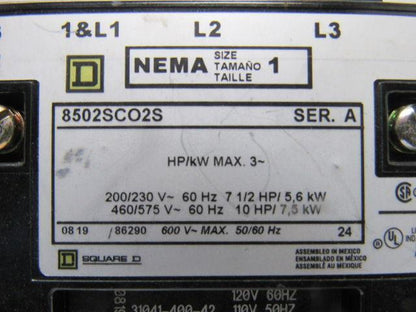 1&L1 L2 L3
D NEMA SIZE TAMAÑO TAILLE 1
8502SCO2S SER. A
HP/kW MAX. 3~
200/230 V~ 60 Hz 7 1/2 HP/ 5,6 kW
460/575 V~ 60 Hz 10 HP/ 7,5 kW
0819 /86290 600 V~ MAX. 50/60 Hz 24
D SQUARE D
ASSEMBLED IN MEXICO
ENSAMBLADO EN MÉXICO
ASSEMBLÉ AU MEXIQUE
UL
120V 60HZ
31041-400-42 110V 50HZ